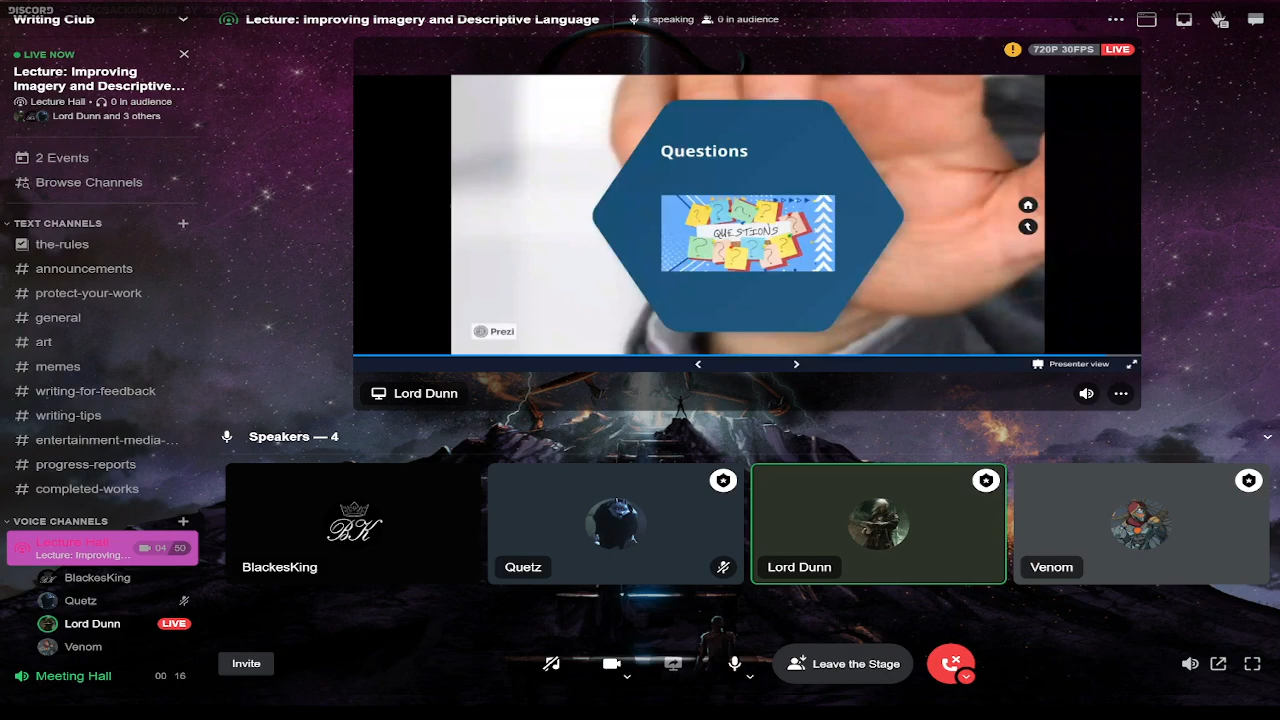 DISCORD
Writing Club
LIVE NOW
Lecture: Improving
Imagery and Descriptive...
Lecture Hall • 0 in audience
Lord Dunn and 3 others
2 Events
Browse Channels
TEXT CHANNELS
the-rules
announcements
protect-your-work
general
art
memes
writing-for-feedback
writing-tips
entertainment-media-...
progress-reports
completed-works
VOICE CHANNELS
Lecture Hall
Lecture: Improving...
04 50
BlackesKing
Quetz
Lord Dunn LIVE
Venom
Meeting Hall 00 16
Lecture: Improving Imagery and Descriptive Language
4 speaking 0 in audience
720P 30FPS LIVE
Questions
QUESTIONS
Prezi
Presenter view
Lord Dunn
Speakers — 4
BK
BlackesKing
Quetz
Lord Dunn
Venom
Invite
Leave the Stage